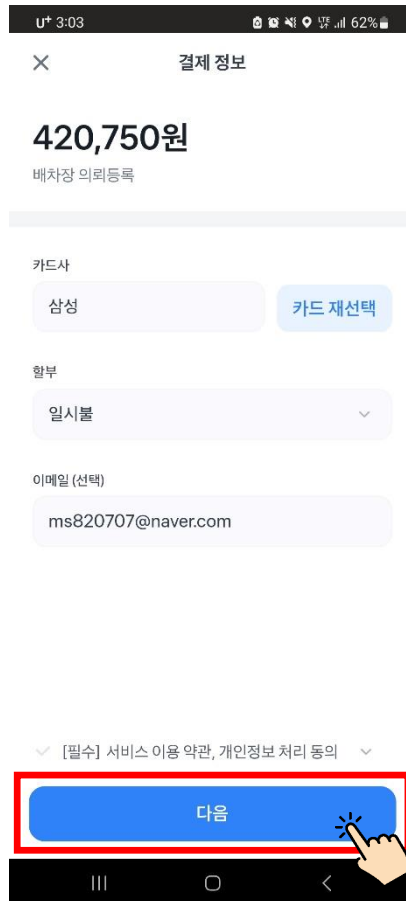 U+ 3:03 LTE 62%
결제 정보
420,750원
배차장 의뢰등록
카드사
삼성 카드 재선택
할부
일시불
이메일 (선택)
ms820707@naver.com
[필수] 서비스 이용 약관, 개인정보 처리 동의
다음